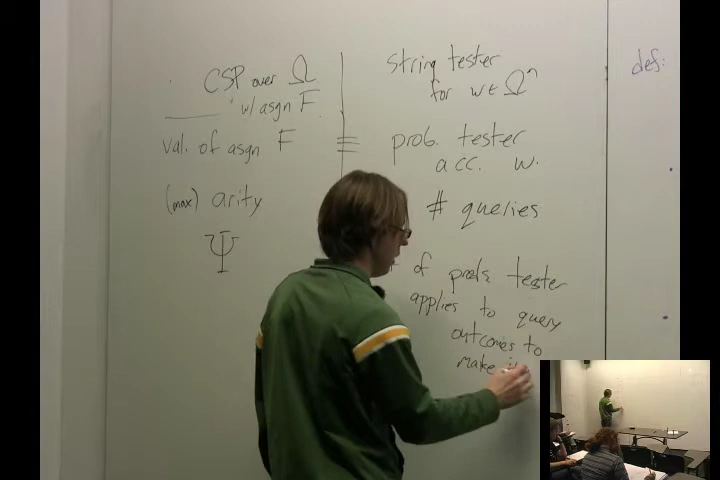 CSP over Ω
w/ asgn F
val. of asgn F
(max) arity
Ψ
string tester
for w∈Ωⁿ
≡ prob. tester
acc. w.
# queries
of preds tester
applies to query
outcomes to
make
def: